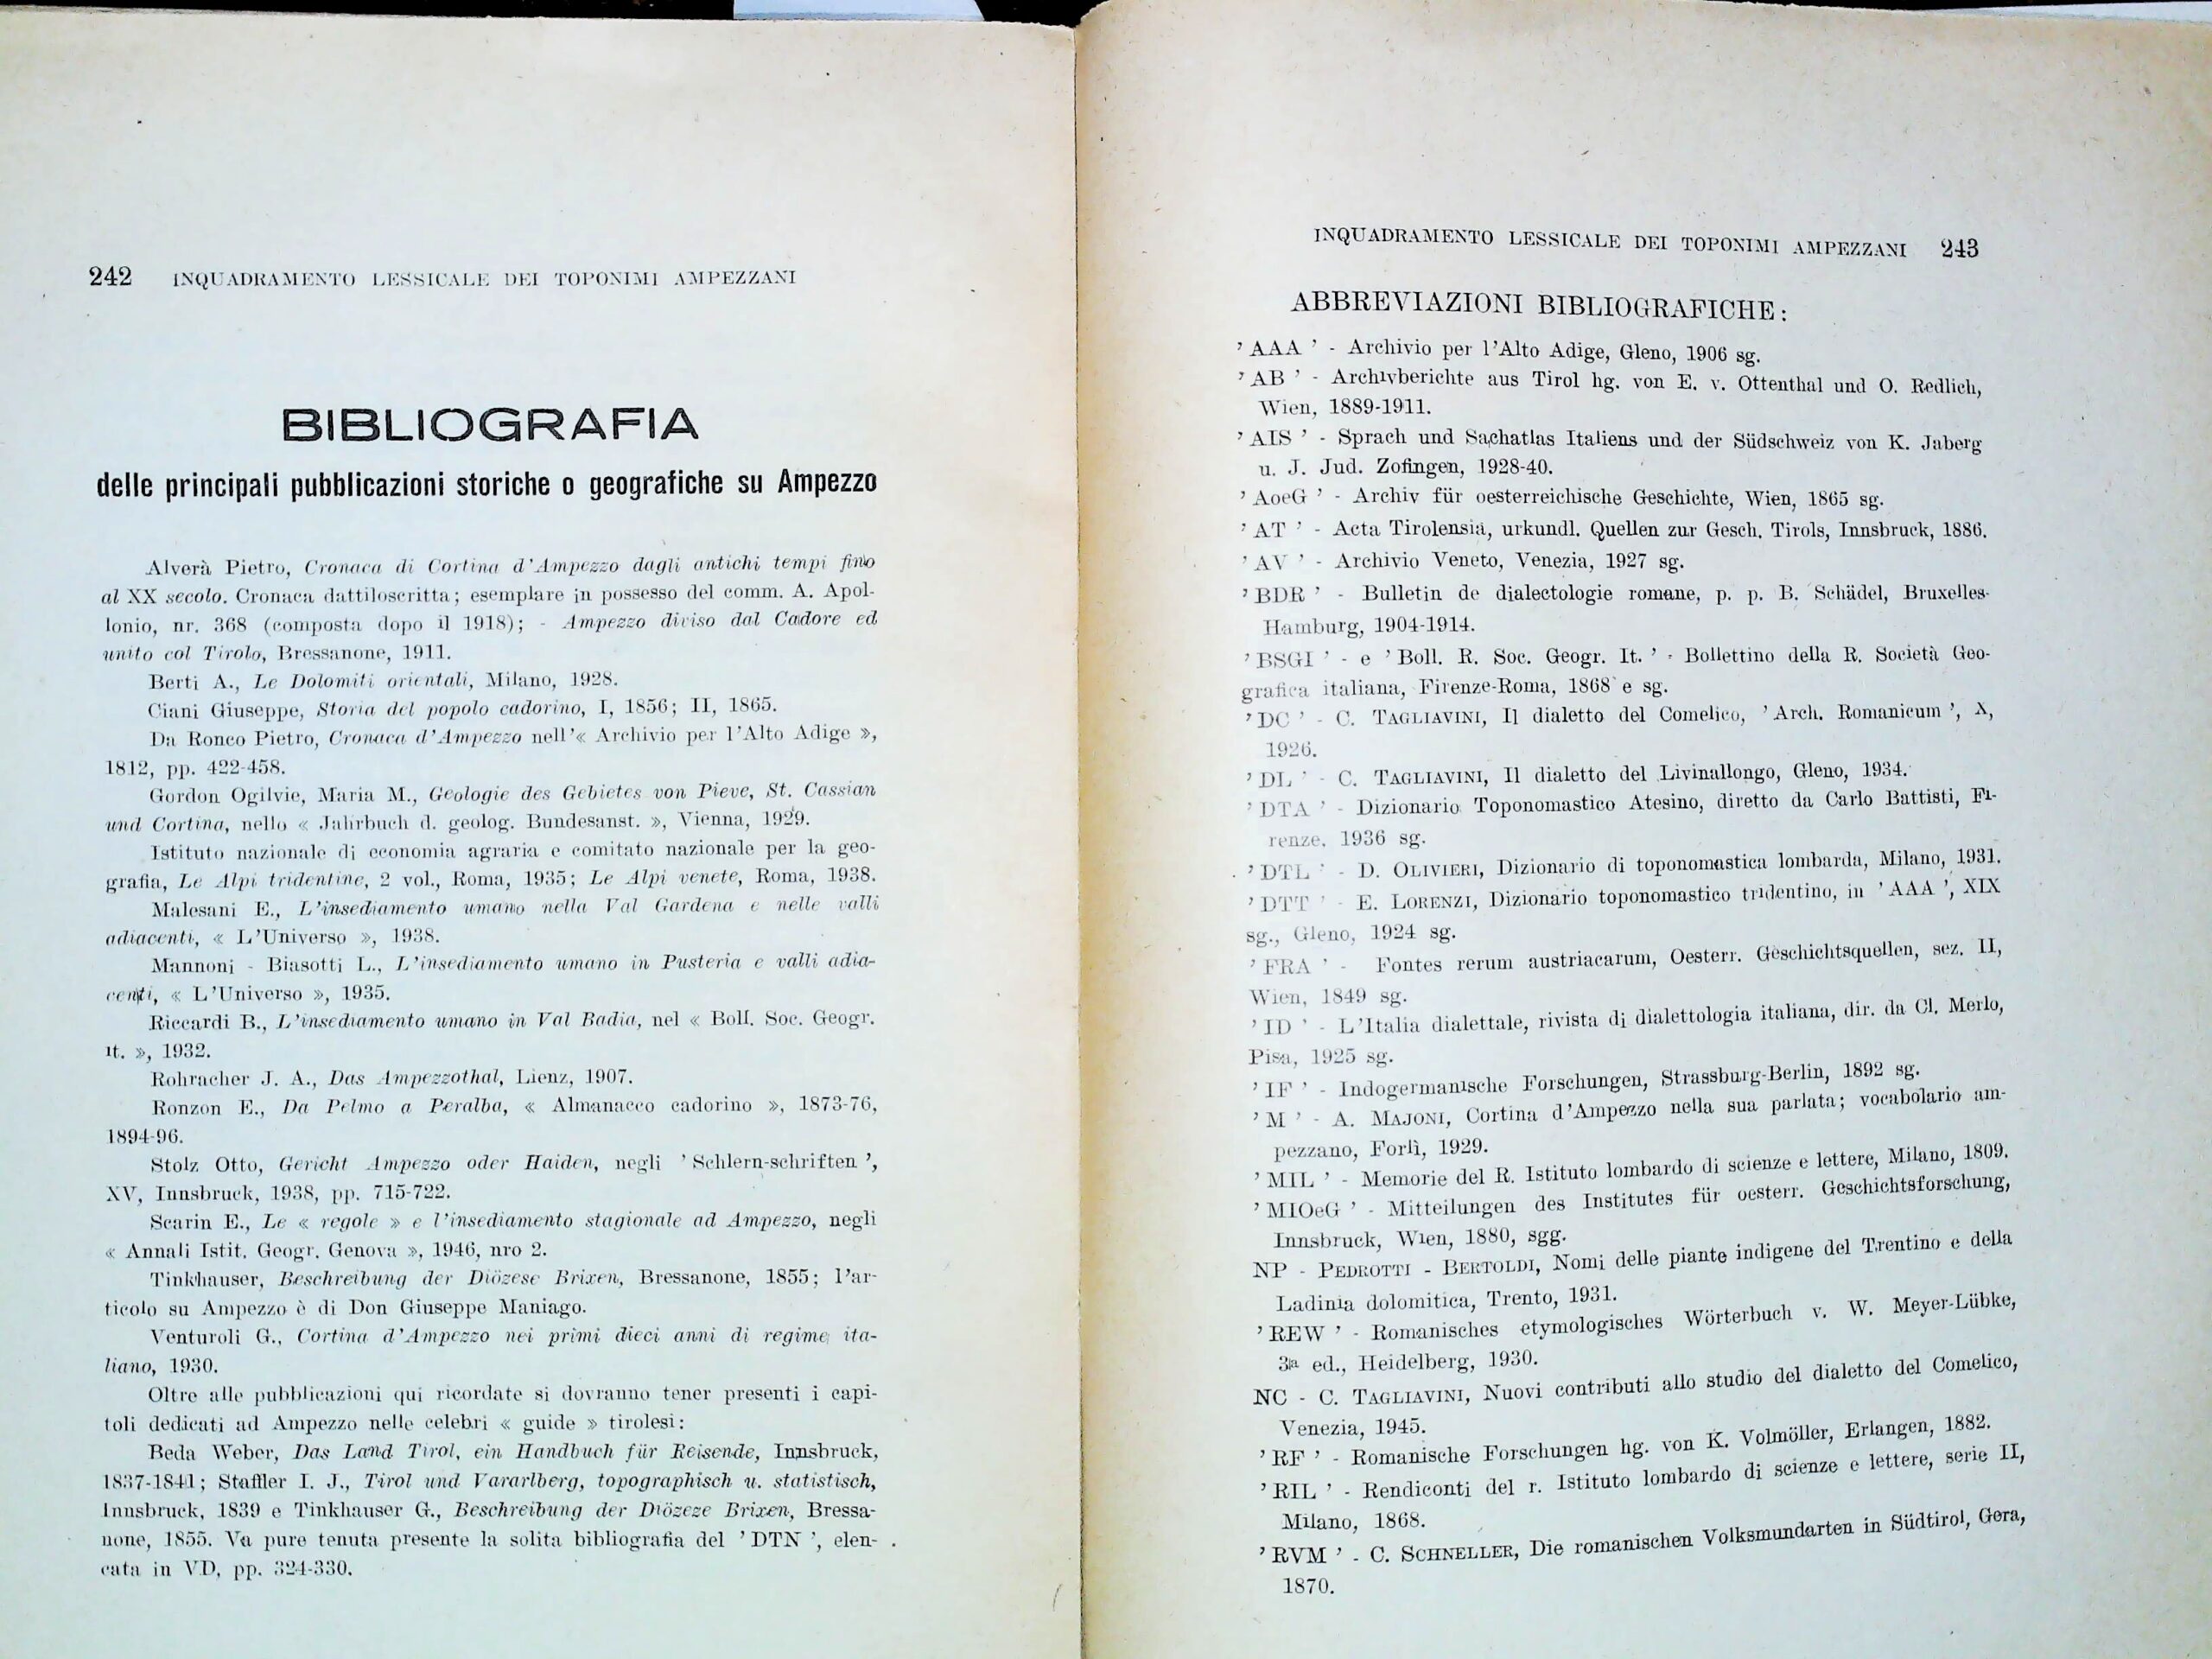 242 INQUADRAMENTO LESSICALE DEI TOPONIMI AMPEZZANI
BIBLIOGRAFIA
delle principali pubblicazioni storiche o geografiche su Ampezzo
Alverà Pietro, Cronaca di Cortina d'Ampezzo dagli antichi tempi fino
al XX secolo. Cronaca dattiloscritta; esemplare in possesso del comm. A. Apol-
lonio, nr. 368 (composta dopo il 1918); - Ampezzo diviso dal Cadore ed
unito col Tirolo, Bressanone, 1911.
Berti A., Le Dolomiti orientali, Milano, 1928.
Ciani Giuseppe, Storia del popolo cadorino, I, 1856; II, 1865.
Da Ronco Pietro, Cronaca d'Ampezzo nell'« Archivio per l'Alto Adige »,
1812, pp. 422-458.
Gordon Ogilvie, Maria M., Geologie des Gebietes von Pieve, St. Cassian
und Cortina, nello « Jahrbuch d. geolog. Bundesanst. », Vienna, 1929.
Istituto nazionale di economia agraria e comitato nazionale per la geo-
grafia, Le Alpi tridentine, 2 vol., Roma, 1935; Le Alpi venete, Roma, 1938.
Malesani E., L'insediamento umano nella Val Gardena e nelle valli
adiacenti, « L'Universo », 1938.
Mannoni - Biasotti L., L'insediamento umano in Pusteria e valli adia-
centi, « L'Universo », 1935.
Riccardi B., L'insediamento umano in Val Badia, nel « Boll. Soc. Geogr.
It. », 1932.
Rohracher J. A., Das Ampezzothal, Lienz, 1907.
Ronzon E., Da Pelmo a Peralba, « Almanacco cadorino », 1873-76,
1894-96.
Stolz Otto, Gericht Ampezzo oder Haiden, negli ' Schlern-schriften ',
XV, Innsbruck, 1938, pp. 715-722.
Scarin E., Le « regole » e l'insediamento stagionale ad Ampezzo, negli
« Annali Istit. Geogr. Genova », 1946, nro 2.
Tinkhauser, Beschreibung der Diözese Brixen, Bressanone, 1855; l'ar-
ticolo su Ampezzo è di Don Giuseppe Maniago.
Venturoli G., Cortina d'Ampezzo nei primi dieci anni di regime ita-
liano, 1930.
Oltre alle pubblicazioni qui ricordate si dovranno tener presenti i capi-
toli dedicati ad Ampezzo nelle celebri « guide » tirolesi:
Beda Weber, Das Land Tirol, ein Handbuch für Reisende, Innsbruck,
1837-1841; Staffler I. J., Tirol und Vararlberg, topographisch u. statistisch,
Innsbruck, 1839 e Tinkhauser G., Beschreibung der Diözeze Brixen, Bressa-
none, 1855. Va pure tenuta presente la solita bibliografia del ' DTN ', elen-
cata in VD, pp. 324-330.
INQUADRAMENTO LESSICALE DEI TOPONIMI AMPEZZANI 243
ABBREVIAZIONI BIBLIOGRAFICHE:
' AAA ' - Archivio per l'Alto Adige, Gleno, 1906 sg.
' AB ' - Archivberichte aus Tirol hg. von E. v. Ottenthal und O. Redlich,
Wien, 1889-1911.
' AIS ' - Sprach und Sachatlas Italiens und der Südschweiz von K. Jaberg
u. J. Jud. Zofingen, 1928-40.
' AoeG ' - Archiv für oesterreichische Geschichte, Wien, 1865 sg.
' AT ' - Acta Tirolensia, urkundl. Quellen zur Gesch. Tirols, Innsbruck, 1886.
' AV ' - Archivio Veneto, Venezia, 1927 sg.
' BDR ' - Bulletin de dialectologie romane, p. p. B. Schädel, Bruxelles-
Hamburg, 1904-1914.
' BSGI ' - e ' Boll. R. Soc. Geogr. It. ' - Bollettino della R. Società Geo-
grafica italiana, Firenze-Roma, 1868 e sg.
' DC ' - C. TAGLIAVINI, Il dialetto del Comelico, ' Arch. Romanicum ', X,
1926.
' DL ' - C. TAGLIAVINI, Il dialetto del Livinallongo, Gleno, 1934.
' DTA ' - Dizionario Toponomastico Atesino, diretto da Carlo Battisti, Fi-
renze, 1936 sg.
' DTL ' - D. OLIVIERI, Dizionario di toponomastica lombarda, Milano, 1931.
' DTT ' - E. LORENZI, Dizionario toponomastico tridentino, in ' AAA ', XIX
sg., Gleno, 1924 sg.
' FRA ' - Fontes rerum austriacarum, Oesterr. Geschichtsquellen, sez. II,
Wien, 1849 sg.
' ID ' - L'Italia dialettale, rivista di dialettologia italiana, dir. da Cl. Merlo,
Pisa, 1925 sg.
' IF ' - Indogermanische Forschungen, Strassburg-Berlin, 1892 sg.
' M ' - A. MAJONI, Cortina d'Ampezzo nella sua parlata; vocabolario am-
pezzano, Forlì, 1929.
' MIL ' - Memorie del R. Istituto lombardo di scienze e lettere, Milano, 1809.
' MIOeG ' - Mitteilungen des Institutes für oesterr. Geschichtsforschung,
Innsbruck, Wien, 1880, sgg.
NP - PEDROTTI - BERTOLDI, Nomi delle piante indigene del Trentino e della
Ladinia dolomitica, Trento, 1931.
' REW ' - Romanisches etymologisches Wörterbuch v. W. Meyer-Lübke,
3a ed., Heidelberg, 1930.
NC - C. TAGLIAVINI, Nuovi contributi allo studio del dialetto del Comelico,
Venezia, 1945.
' RF ' - Romanische Forschungen hg. von K. Volmöller, Erlangen, 1882.
' RIL ' - Rendiconti del r. Istituto lombardo di scienze e lettere, serie II,
Milano, 1868.
' RVM ' - C. SCHNELLER, Die romanischen Volksmundarten in Südtirol, Gera,
1870.